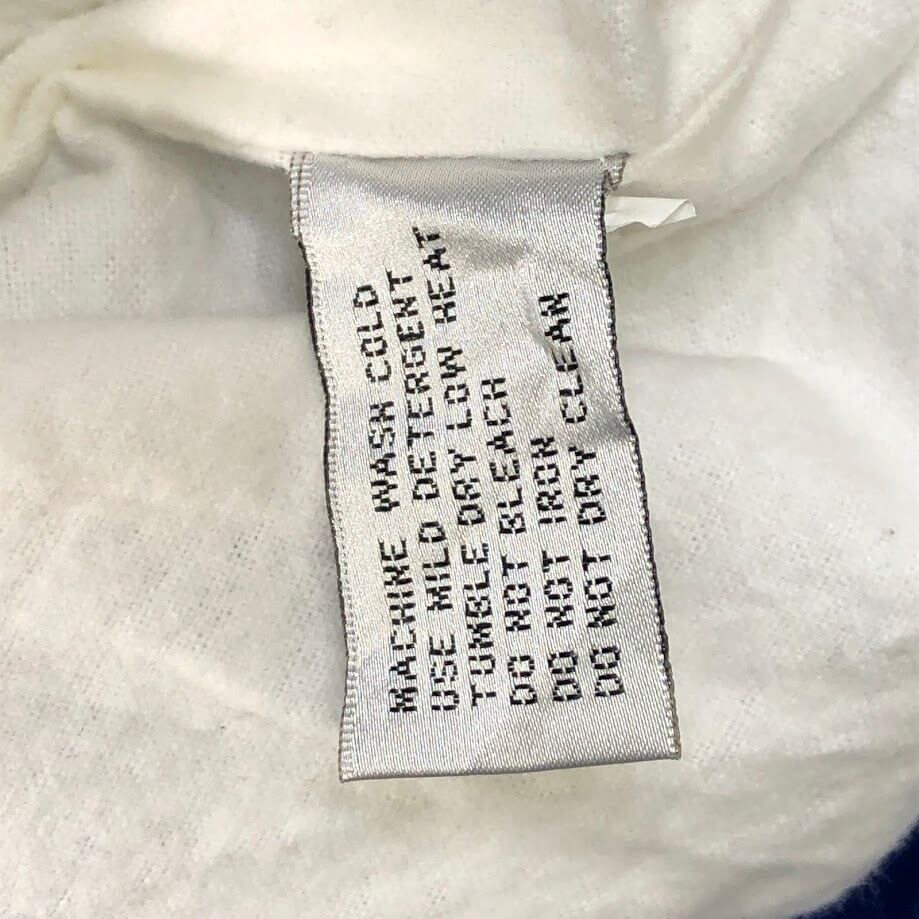 MACHINE WASH COLD
USE MILD DETERGENT
TUMBLE DRY LOW HEAT
DO NOT BLEACH
DO NOT IRON
DO NOT DRY CLEAN